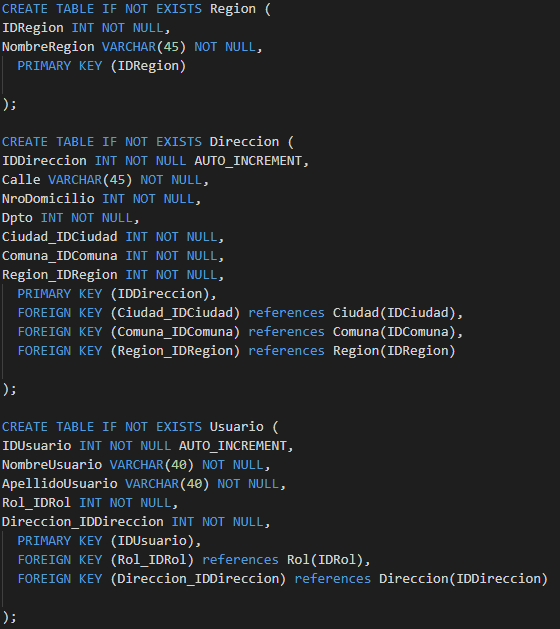 CREATE TABLE IF NOT EXISTS Region (
IDRegion INT NOT NULL,
NombreRegion VARCHAR(45) NOT NULL,
PRIMARY KEY (IDRegion)
);
CREATE TABLE IF NOT EXISTS Direccion (
IDDireccion INT NOT NULL AUTO_INCREMENT,
Calle VARCHAR(45) NOT NULL,
NroDomicilio INT NOT NULL,
Dpto INT NOT NULL,
Ciudad_IDCiudad INT NOT NULL,
Comuna_IDComuna INT NOT NULL,
Region_IDRegion INT NOT NULL,
PRIMARY KEY (IDDireccion),
FOREIGN KEY (Ciudad_IDCiudad) references Ciudad(IDCiudad),
FOREIGN KEY (Comuna_IDComuna) references Comuna(IDComuna),
FOREIGN KEY (Region_IDRegion) references Region(IDRegion)
);
CREATE TABLE IF NOT EXISTS Usuario (
IDUsuario INT NOT NULL AUTO_INCREMENT,
NombreUsuario VARCHAR(40) NOT NULL,
ApellidoUsuario VARCHAR(40) NOT NULL,
Rol_IDRol INT NOT NULL,
Direccion_IDDireccion INT NOT NULL,
PRIMARY KEY (IDUsuario),
FOREIGN KEY (Rol_IDRol) references Rol(IDRol),
FOREIGN KEY (Direccion_IDDireccion) references Direccion(IDDireccion)
);